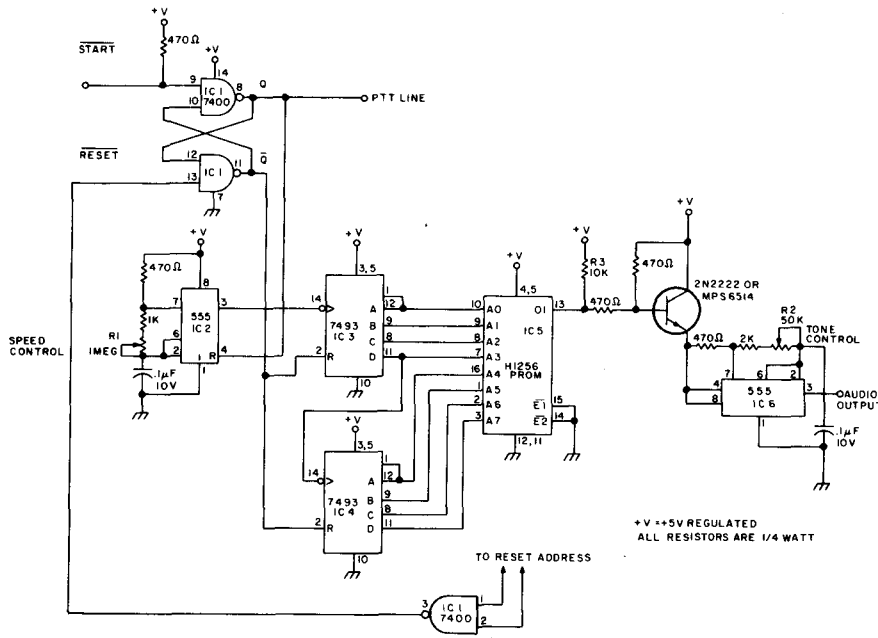 +V
470Ω
START
+V
14
9
8
Q
IC1
7400
10
PTT LINE
RESET
12
11
Q
IC1
13
7
+V
+V
+V
+V
470Ω
8
3,5
R3
10K
470Ω
2N2222 OR
MPS6514
7
3
14
1
12
A
10
A0
4,5
O1
13
470Ω
1K
555
IC2
7493
IC3
B
9
9
A1
IC5
470Ω
2K
R2
50K
TONE
CONTROL
SPEED
CONTROL
R1
1MEG
6
2
R
4
C
8
8
A2
H1256
PROM
D
11
7
A3
2
R
16
A4
7
6
2
.1µF
10V
1
10
1
A5
4
8
555
IC6
3
AUDIO
OUTPUT
2
A6
E1
15
3
A7
E2
14
1
.1µF
10V
+V
3,5
12,11
14
1
12
A
7493
IC4
B
9
C
8
2
R
D
11
10
+V=+5V REGULATED
ALL RESISTORS ARE 1/4 WATT
TO RESET ADDRESS
3
IC1
7400
1
2